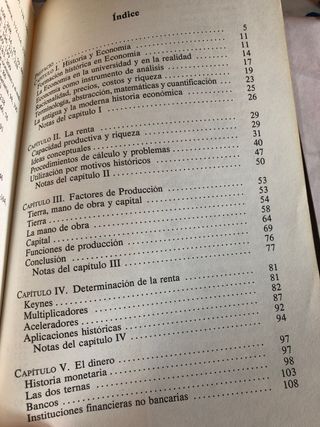 Índice
PREFACIO 5
CAPÍTULO I. Historia y Economía 11
Formación histórica en Economía 11
La Economía en la universidad y en la realidad 14
La Economía como instrumento de análisis 17
Racionalidad, precios, costos y riqueza 19
Terminología, abstracción, matemáticas y cuantificación 23
La antigua y la moderna historia económica 25
Notas del capítulo I 26
CAPÍTULO II. La renta 29
Capacidad productiva y riqueza 29
Ideas conceptuales 31
Procedimientos de cálculo y problemas 40
Utilización por motivos históricos 47
Notas del capítulo II 50
CAPÍTULO III. Factores de Producción 53
Tierra, mano de obra y capital 53
Tierra 54
La mano de obra 58
Capital 64
Funciones de producción 69
Conclusión 76
Notas del capítulo III 77
CAPÍTULO IV. Determinación de la renta 81
Keynes 81
Multiplicadores 82
Aceleradores 87
Aplicaciones históricas 92
Notas del capítulo IV 94
CAPÍTULO V. El dinero 97
Historia monetaria 97
Las dos ternas 98
Bancos 103
Instituciones financieras no bancarias 108